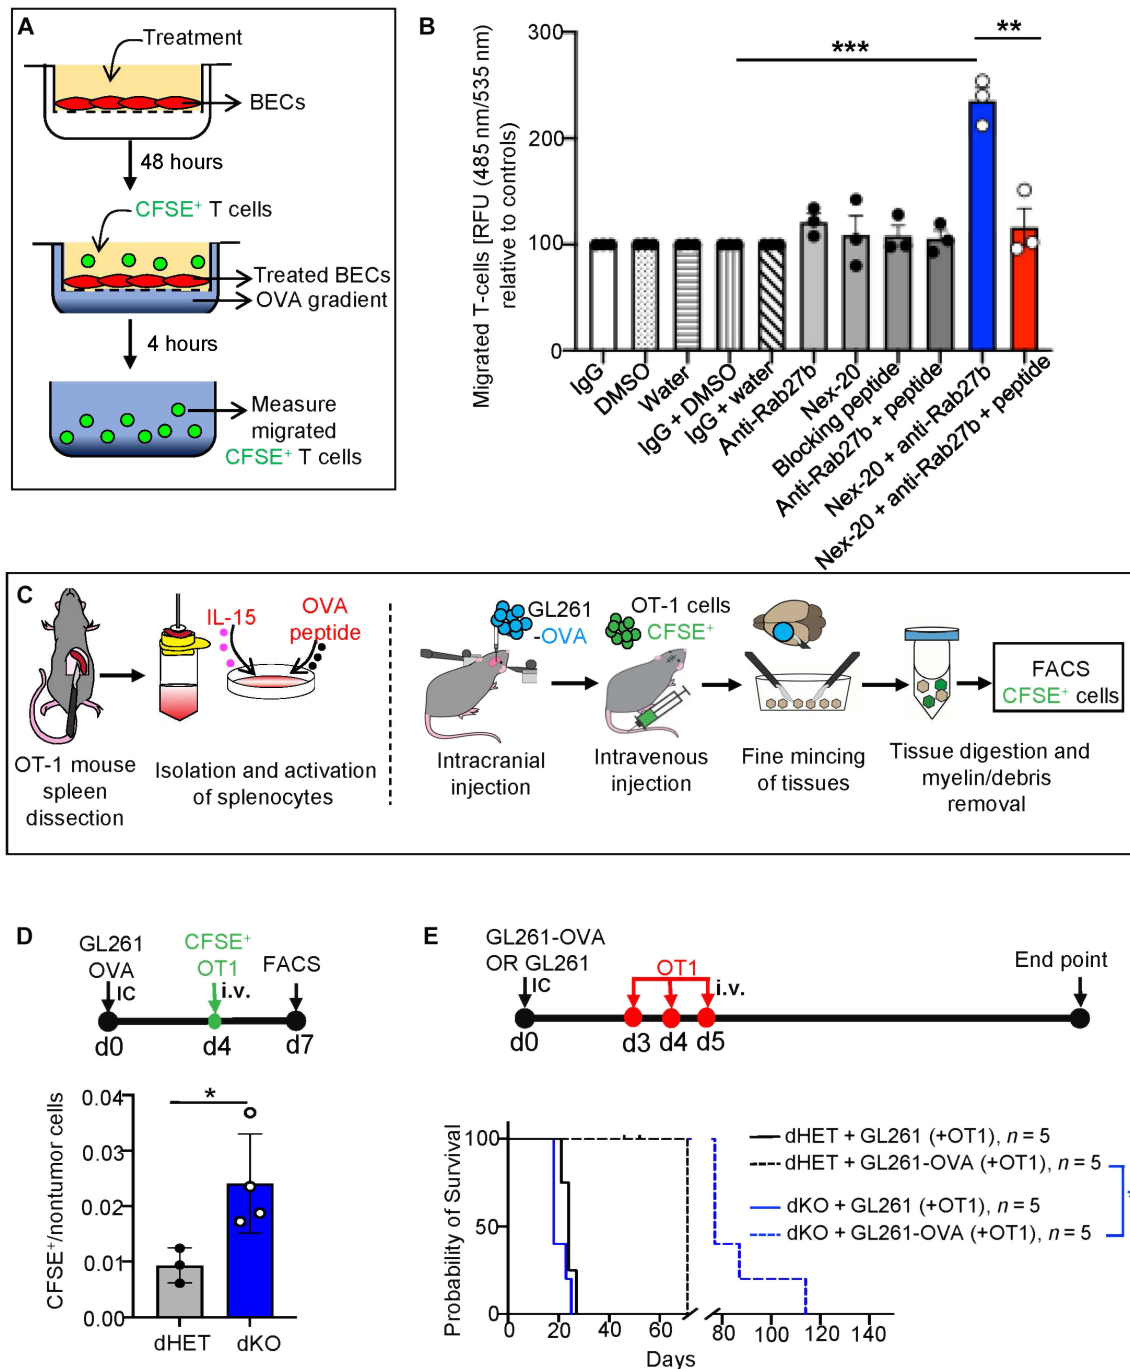 A
Treatment
BECs
48 hours
CFSE+ T cells
Treated BECs
OVA gradient
4 hours
Measure
migrated
CFSE+ T cells
B
Migrated T-cells [RFU (485 nm/535 nm)
relative to controls
300
200
100
0
***
**
IgG
DMSO
Water
IgG + DMSO
IgG + water
Anti-Rab27b
Nex-20
Blocking peptide
Anti-Rab27b + peptide
Nex-20 + anti-Rab27b
Nex-20 + anti-Rab27b + peptide
C
IL-15
OVA
peptide
OT-1 mouse
spleen
dissection
Isolation and activation
of splenocytes
GL261
-OVA
OT-1 cells
CFSE+
Intracranial
injection
Intravenous
injection
Fine mincing
of tissues
Tissue digestion and
myelin/debris
removal
FACS
CFSE+ cells
D
GL261
OVA
IC
CFSE+
OT1
i.v.
FACS
d0
d4
d7
CFSE+/nontumor cells
0.04
0.03
0.02
0.01
0.00
*
dHET
dKO
E
GL261-OVA
OR GL261
IC
OT1
i.v.
End point
d0
d3
d4
d5
Probability of Survival
100
50
0
0
20
40
60
80
100
120
140
Days
dHET + GL261 (+OT1), n = 5
dHET + GL261-OVA (+OT1), n = 5
dKO + GL261 (+OT1), n = 5
dKO + GL261-OVA (+OT1), n = 5